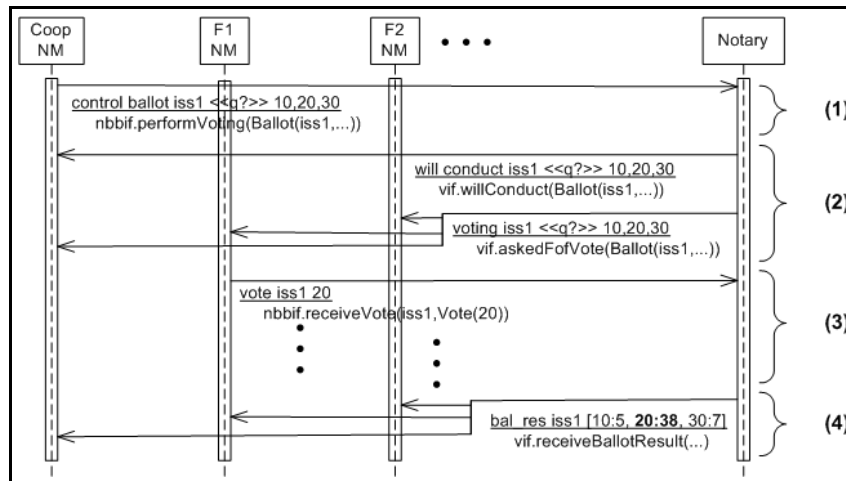 Coop
NM
F1
NM
F2
NM
Notary
control ballot iss1 <<q?>> 10,20,30
nbbif.performVoting(Ballot(iss1,...))
(1)
will conduct iss1 <<q?>> 10,20,30
vif.willConduct(Ballot(iss1,...))
(2)
voting iss1 <<q?>> 10,20,30
vif.askedFofVote(Ballot(iss1,...))
vote iss1 20
nbbif.receiveVote(iss1,Vote(20))
(3)
bal_res iss1 [10:5, 20:38, 30:7]
vif.receiveBallotResult(...)
(4)